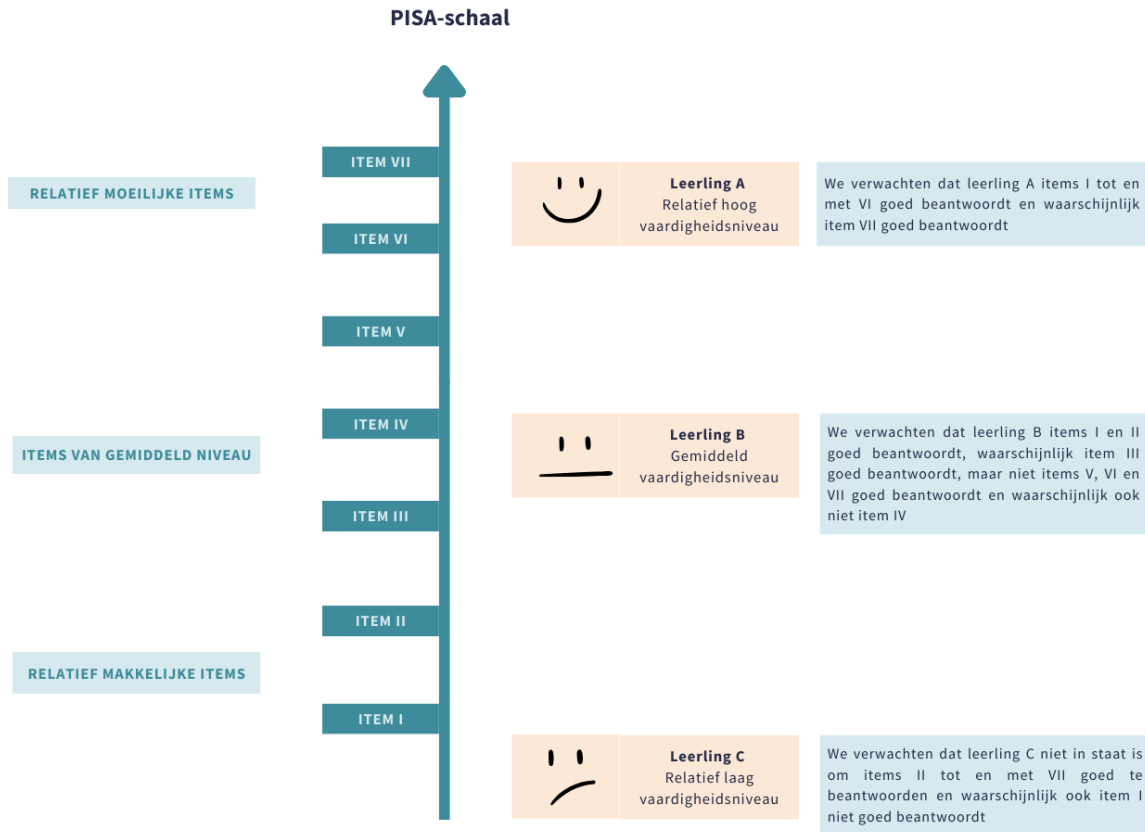 PISA-schaal
ITEM VII
RELATIEF MOEILIJKE ITEMS
ITEM VI
Leerling A
Relatief hoog
vaardigheidsniveau
We verwachten dat leerling A items I tot en
met VI goed beantwoordt en waarschijnlijk
item VII goed beantwoordt
ITEM V
ITEM IV
ITEMS VAN GEMIDDELD NIVEAU
ITEM III
Leerling B
Gemiddeld
vaardigheidsniveau
We verwachten dat leerling B items I en II
goed beantwoordt, waarschijnlijk item III
goed beantwoordt, maar niet items V, VI en
VII goed beantwoordt en waarschijnlijk ook
niet item IV
ITEM II
RELATIEF MAKKELIJKE ITEMS
ITEM I
Leerling C
Relatief laag
vaardigheidsniveau
We verwachten dat leerling C niet in staat is
om items II tot en met VII goed te
beantwoorden en waarschijnlijk ook item I
niet goed beantwoordt